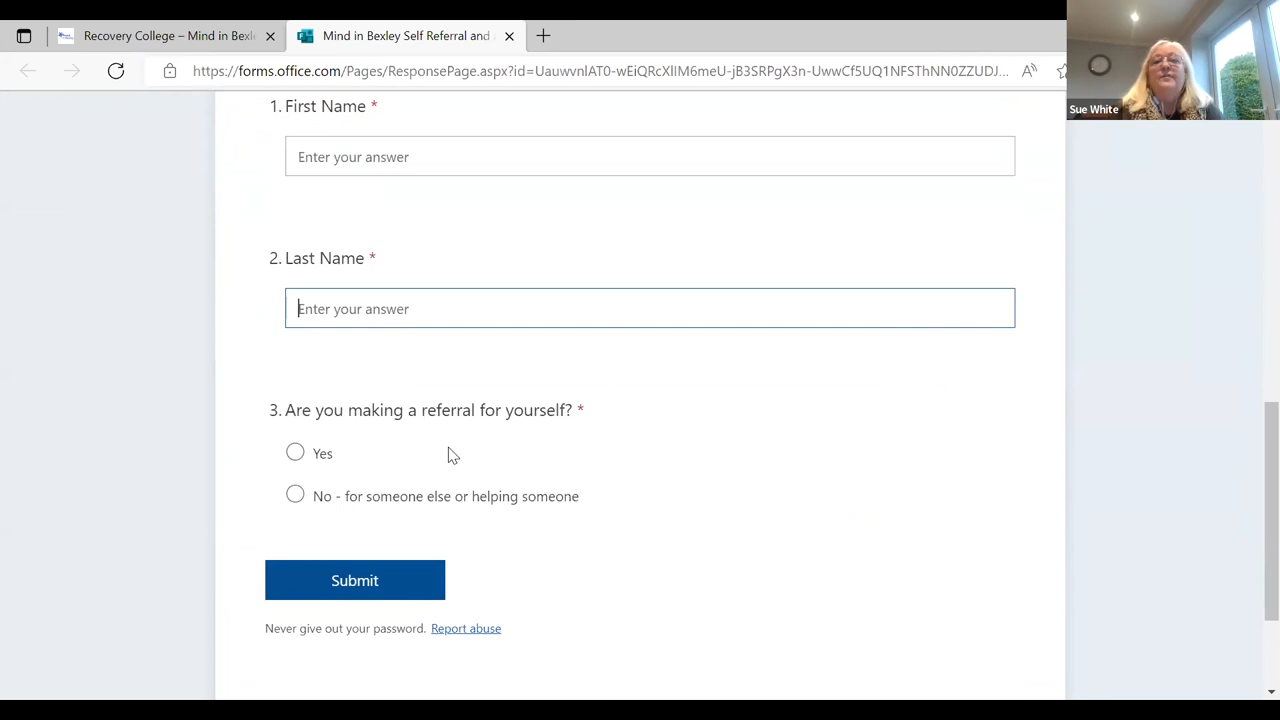 Recovery College – Mind in Bexl
Mind in Bexley Self Referral and
https://forms.office.com/Pages/ResponsePage.aspx?id=UauwvnlAT0-wEiQRcXlIM6meU-jB3SRPgX3n-UwwCf5UQ1NFSThNN0ZZUDJ...
Sue White
1. First Name *
Enter your answer
2. Last Name *
Enter your answer
3. Are you making a referral for yourself? *
Yes
No - for someone else or helping someone
Submit
Never give out your password. Report abuse